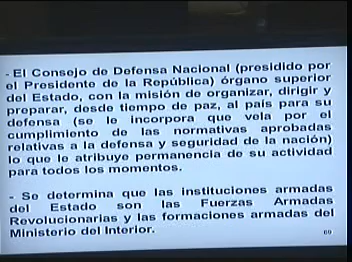 - El Consejo de Defensa Nacional (presidido por
el Presidente de la República) órgano superior
del Estado, con la misión de organizar, dirigir y
preparar, desde tiempo de paz, al país para su
defensa (se le incorpora que vela por el
cumplimiento de las normativas aprobadas
relativas a la defensa y seguridad de la nación)
lo que le atribuye permanencia de su actividad
para todos los momentos.
- Se determina que las instituciones armadas
del Estado son las Fuerzas Armadas
Revolucionarias y las formaciones armadas del
Ministerio del Interior.
69